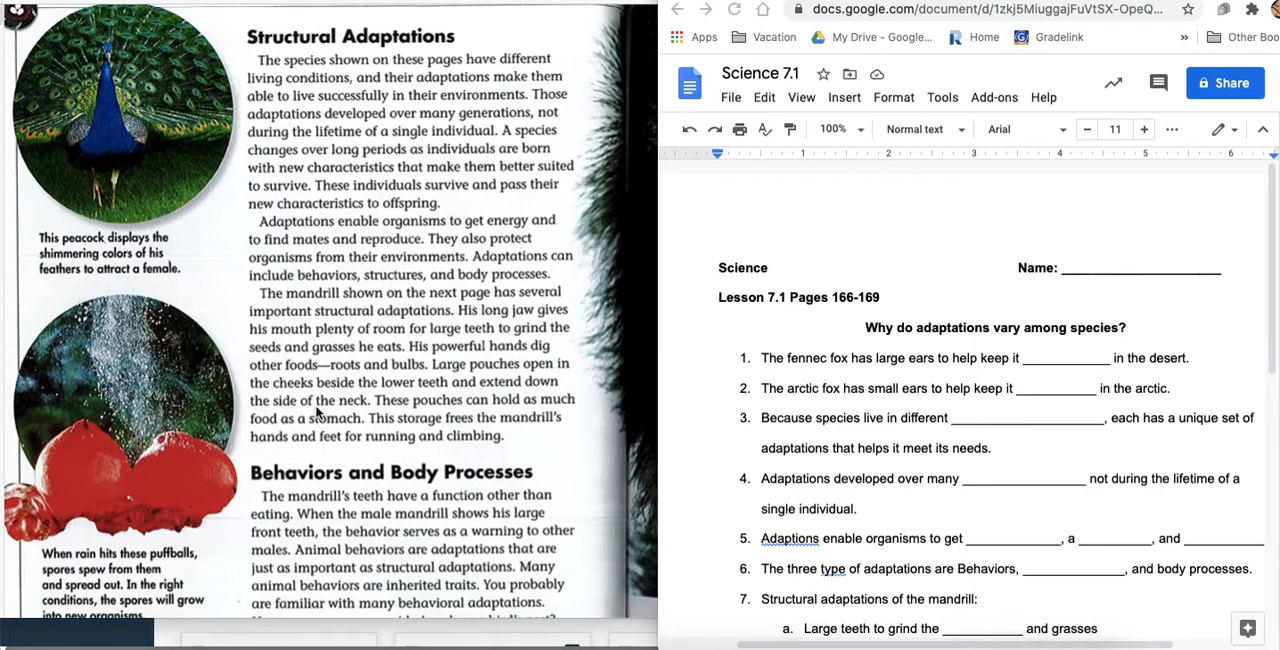 Structural Adaptations
The species shown on these pages have different
living conditions, and their adaptations make them
able to live successfully in their environments. Those
adaptations developed over many generations, not
during the lifetime of a single individual. A species
changes over long periods as individuals are born
with new characteristics that make them better suited
to survive. These individuals survive and pass their
new characteristics to offspring.
Adaptations enable organisms to get energy and
to find mates and reproduce. They also protect
organisms from their environments. Adaptations can
include behaviors, structures, and body processes.
The mandrill shown on the next page has several
important structural adaptations. His long jaw gives
his mouth plenty of room for large teeth to grind the
seeds and grasses he eats. His powerful hands dig
other foods—roots and bulbs. Large pouches open in
the cheeks beside the lower teeth and extend down
the side of the neck. These pouches can hold as much
food as a stomach. This storage frees the mandrill's
hands and feet for running and climbing.
Behaviors and Body Processes
The mandrill's teeth have a function other than
eating. When the male mandrill shows his large
front teeth, the behavior serves as a warning to other
males. Animal behaviors are adaptations that are
just as important as structural adaptations. Many
animal behaviors are inherited traits. You probably
are familiar with many behavioral adaptations.
This peacock displays the
shimmering colors of his
feathers to attract a female.
When rain hits these puffballs,
spores spew from them
and spread out. In the right
conditions, the spores will grow
into new organisms.
docs.google.com/document/d/1zkj5MiuggajFuVtSX-OpeQ...
Apps Vacation My Drive - Google... Home Gradelink » Other Boo
Science 7.1
File Edit View Insert Format Tools Add-ons Help
Share
100% Normal text Arial 11
1 2 3 4 5 6
Science Name: ______________________
Lesson 7.1 Pages 166-169
Why do adaptations vary among species?
1. The fennec fox has large ears to help keep it ___________ in the desert.
2. The arctic fox has small ears to help keep it __________ in the arctic.
3. Because species live in different ___________________, each has a unique set of
adaptations that helps it meet its needs.
4. Adaptations developed over many _______________ not during the lifetime of a
single individual.
5. Adaptions enable organisms to get ____________, a _________, and __________
6. The three type of adaptations are Behaviors, _____________, and body processes.
7. Structural adaptations of the mandrill:
a. Large teeth to grind the __________ and grasses